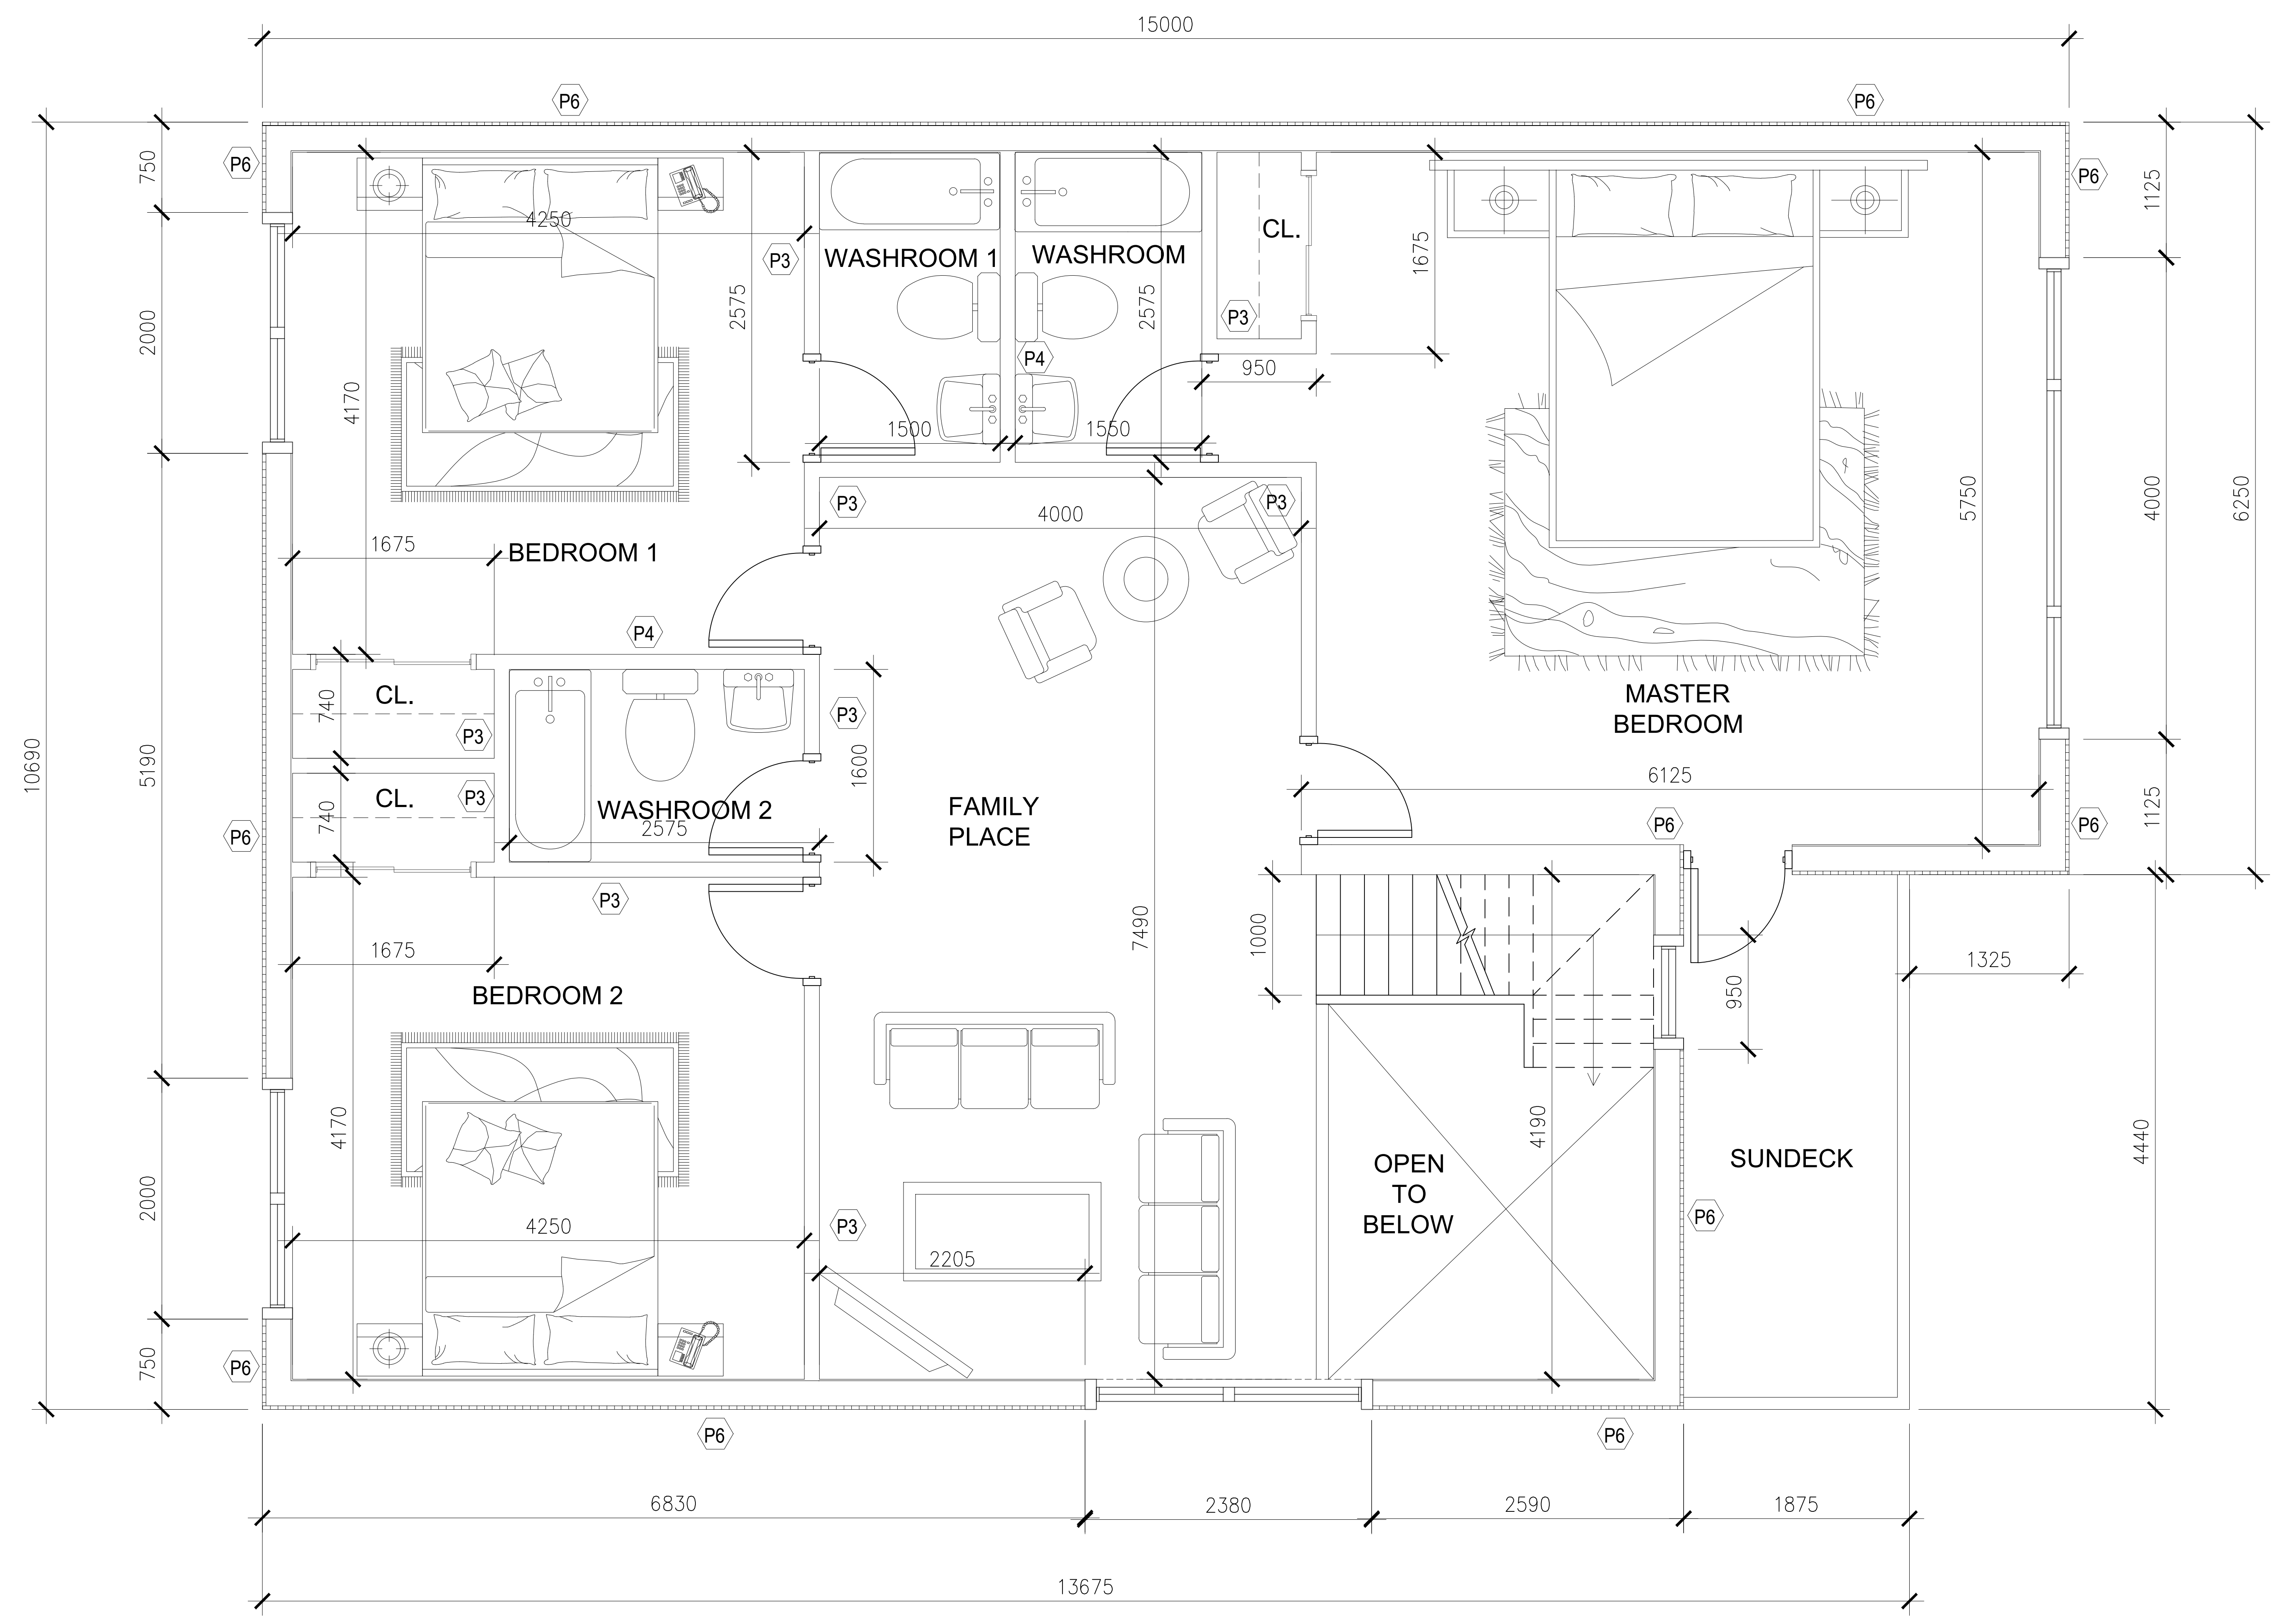 15000
P6
P6
750
P6
P6
1125
4250
WASHROOM 1
WASHROOM
CL.
P3
1675
2000
2575
2575
P3
P4
950
4170
1500
1550
P3
P3
4000
5750
4000
6250
1675
BEDROOM 1
P4
CL.
740
P3
P3
MASTER
BEDROOM
10690
5190
1600
6125
CL.
740
P3
WASHROOM 2
2575
FAMILY
PLACE
P6
P6
1125
P6
P3
7490
1000
1675
1325
BEDROOM 2
950
4170
4190
4440
OPEN
TO
BELOW
SUNDECK
2000
4250
P3
P6
2205
750
P6
P6
P6
6830
2380
2590
1875
13675